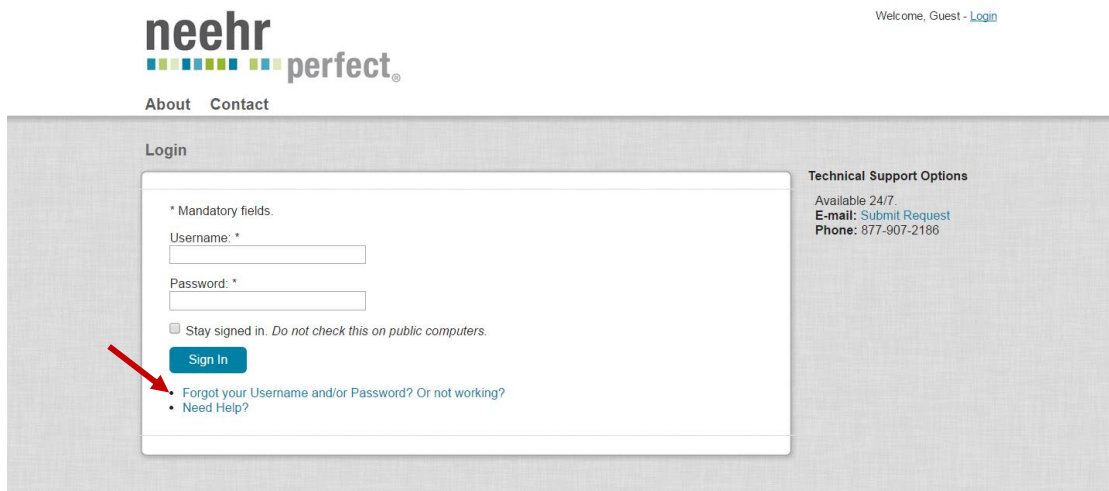 neehr
perfect®
Welcome, Guest - Login
About Contact
Login
* Mandatory fields.
Username: *
Password: *
Stay signed in. Do not check this on public computers.
Sign In
• Forgot your Username and/or Password? Or not working?
• Need Help?
Technical Support Options
Available 24/7.
E-mail: Submit Request
Phone: 877-907-2186